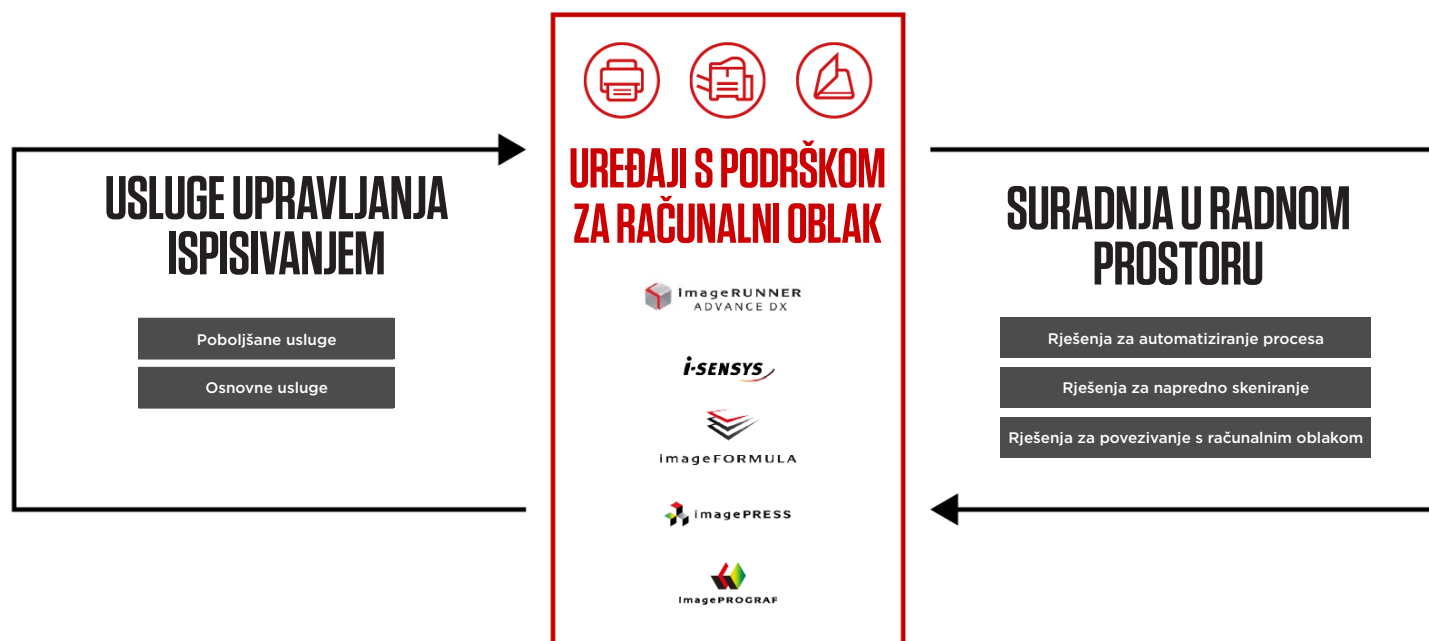 USLUGE UPRAVLJANJA
ISPISIVANJEM
Poboljšane usluge
Osnovne usluge
UREĐAJI S PODRŠKOM
ZA RAČUNALNI OBLAK
imageRUNNER
ADVANCE DX
i-SENSYS
imageFORMULA
imagePRESS
imagePROGRAF
SURADNJA U RADNOM
PROSTORU
Rješenja za automatiziranje procesa
Rješenja za napredno skeniranje
Rješenja za povezivanje s računalnim oblakom